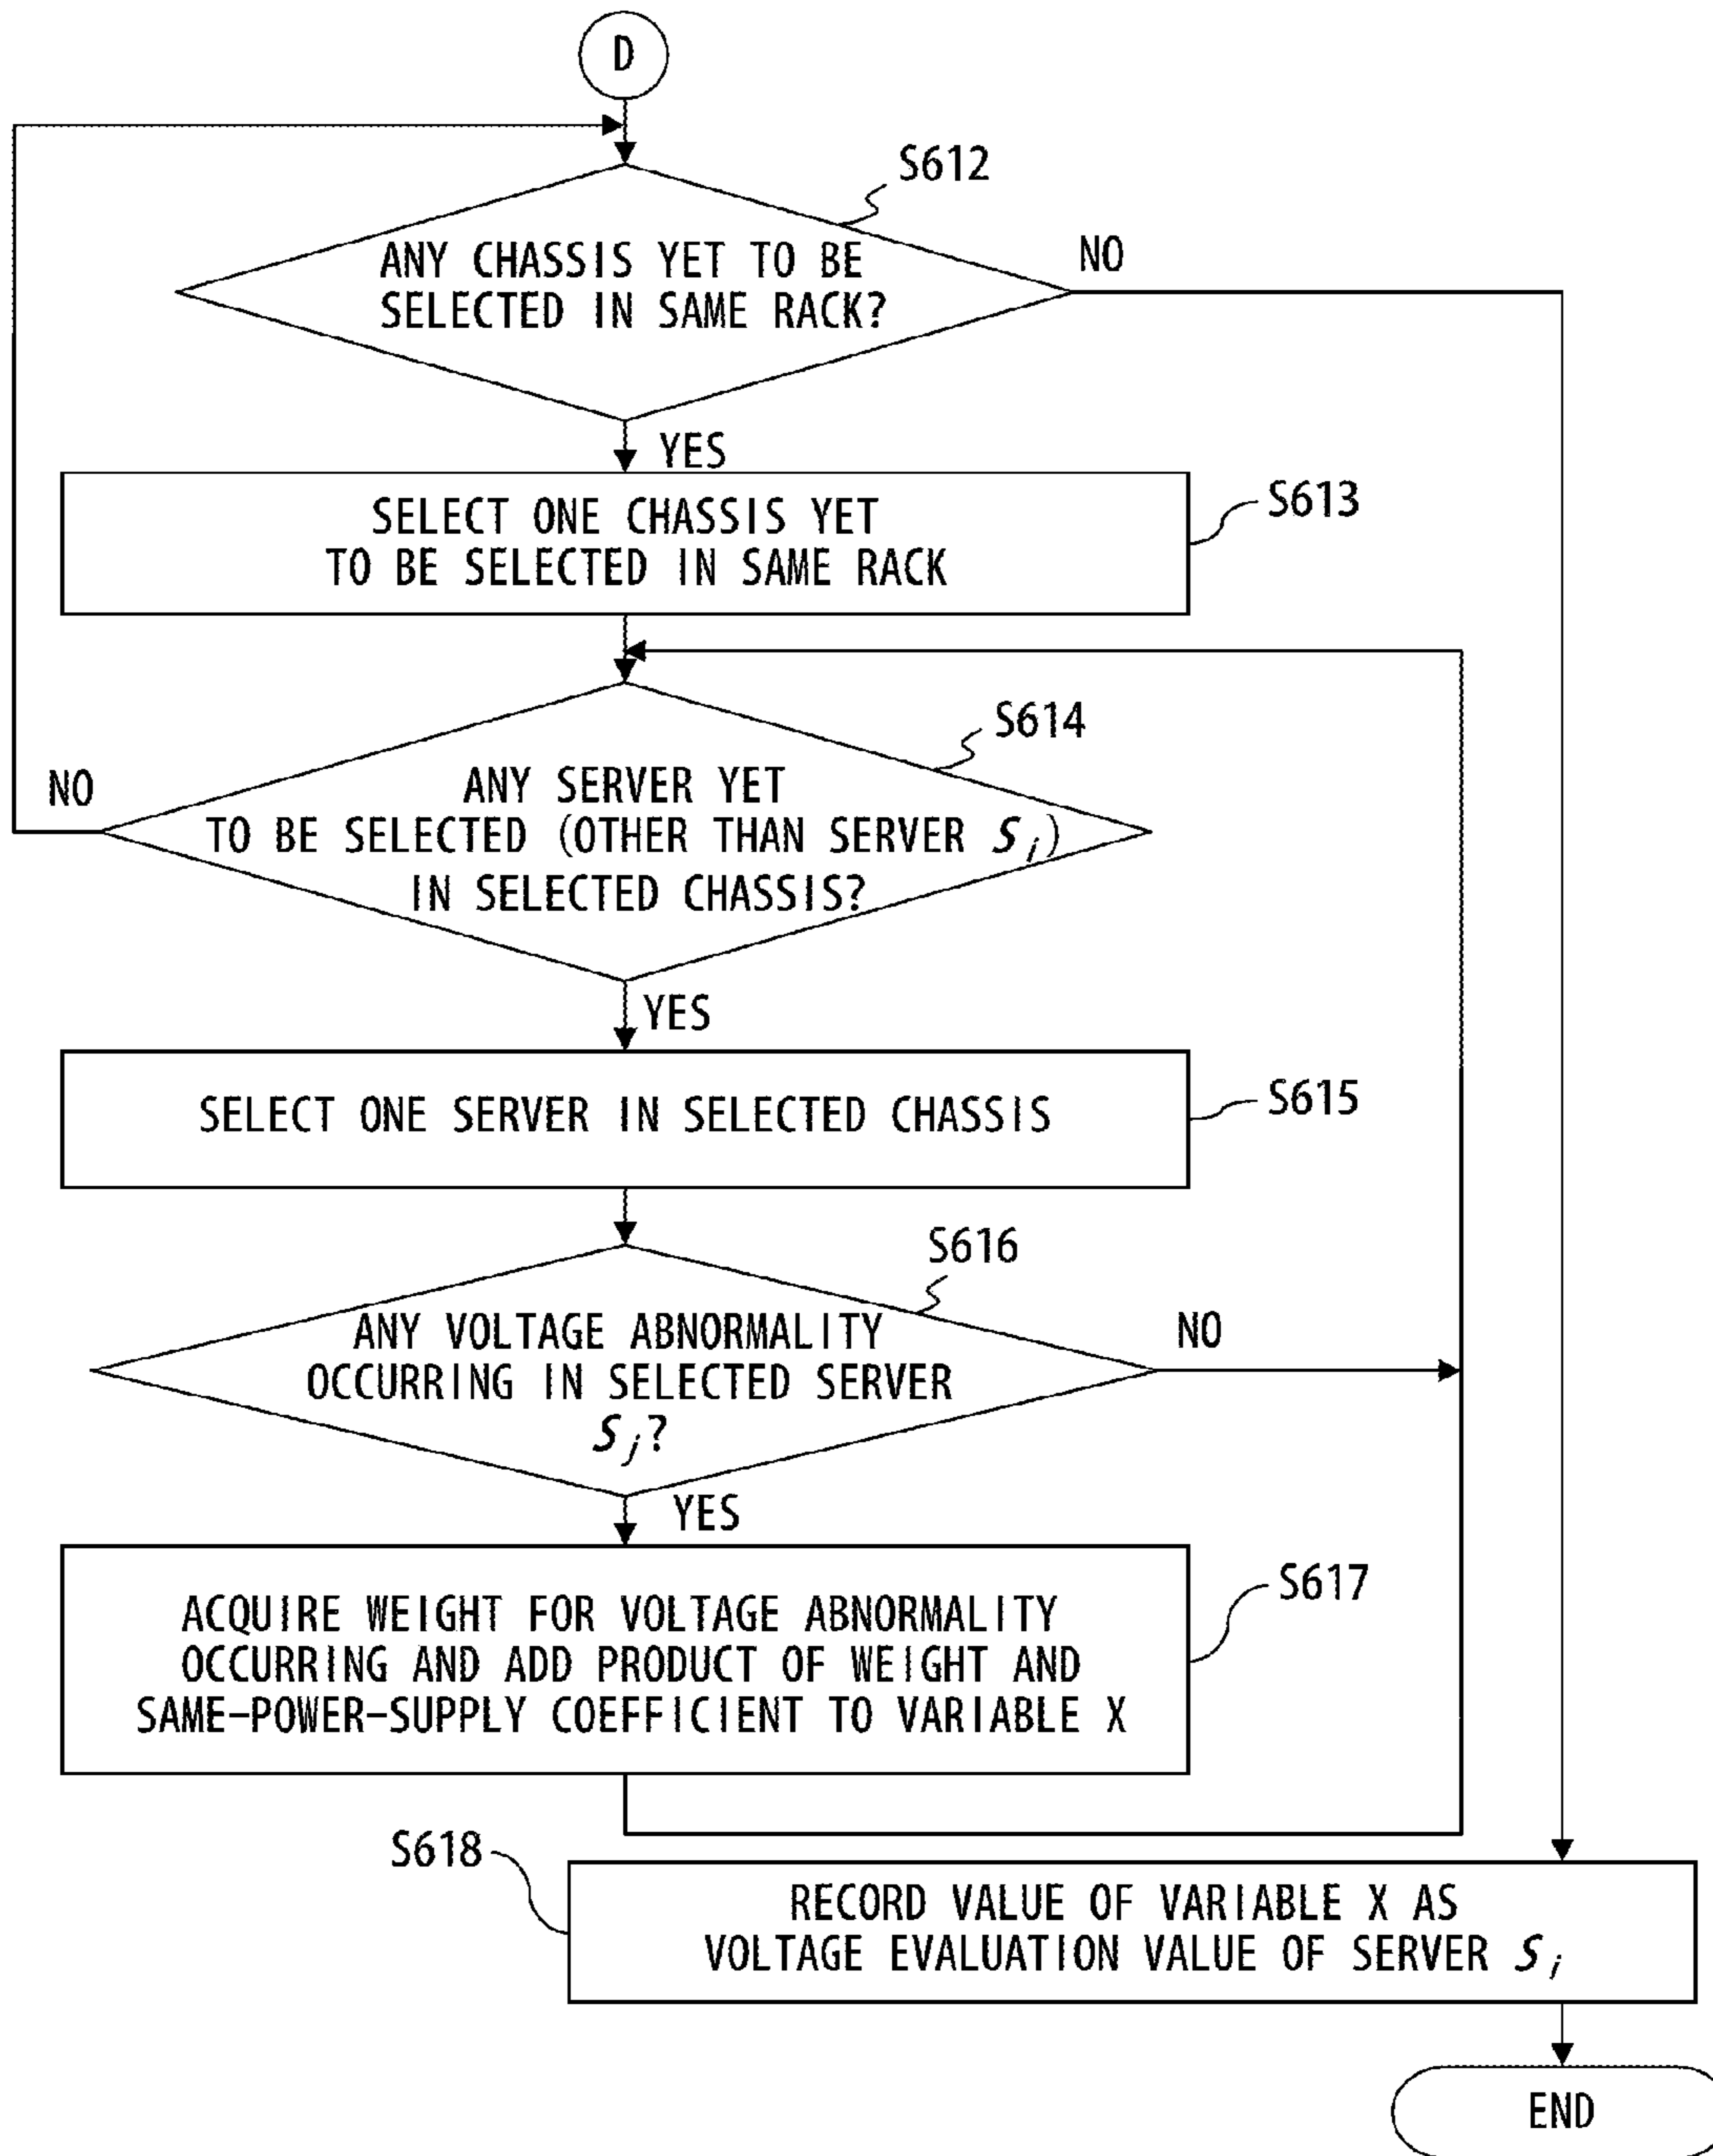 D
S612
ANY CHASSIS YET TO BE
SELECTED IN SAME RACK?
NO
YES
S613
SELECT ONE CHASSIS YET
TO BE SELECTED IN SAME RACK
S614
NO
ANY SERVER YET
TO BE SELECTED (OTHER THAN SERVER Si)
IN SELECTED CHASSIS?
YES
S615
SELECT ONE SERVER IN SELECTED CHASSIS
S616
ANY VOLTAGE ABNORMALITY
OCCURRING IN SELECTED SERVER
Sj?
NO
YES
S617
ACQUIRE WEIGHT FOR VOLTAGE ABNORMALITY
OCCURRING AND ADD PRODUCT OF WEIGHT AND
SAME-POWER-SUPPLY COEFFICIENT TO VARIABLE X
S618
RECORD VALUE OF VARIABLE X AS
VOLTAGE EVALUATION VALUE OF SERVER Si
END